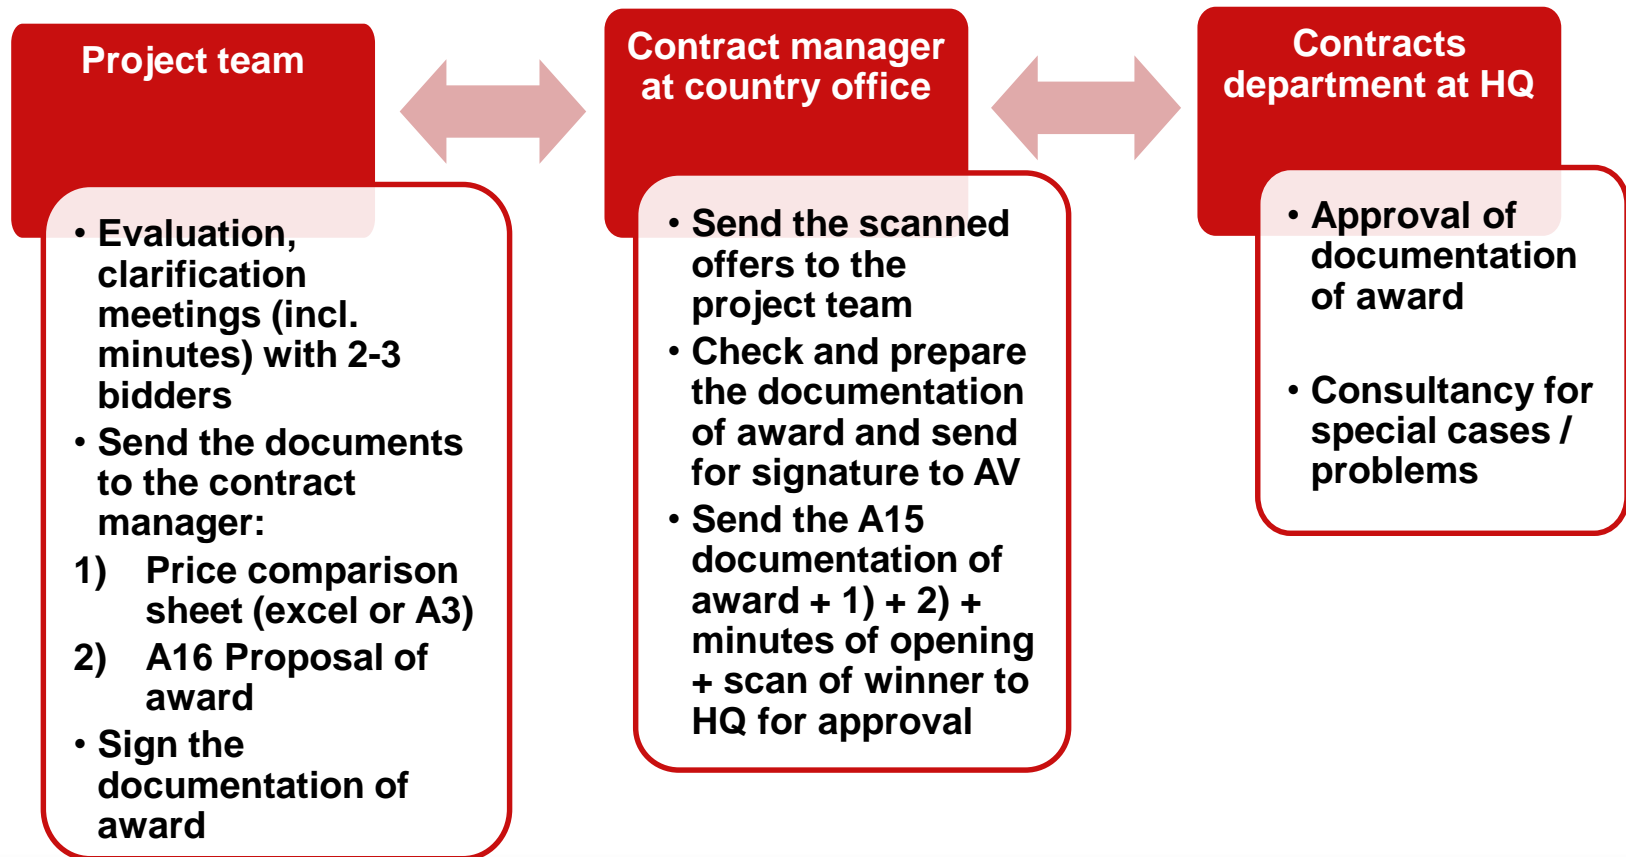 Project team
• Evaluation,
clarification
meetings (incl.
minutes) with 2-3
bidders
• Send the documents
to the contract
manager:
1) Price comparison
sheet (excel or A3)
2) A16 Proposal of
award
• Sign the
documentation of
award
Contract manager
at country office
• Send the scanned
offers to the
project team
• Check and prepare
the documentation
of award and send
for signature to AV
• Send the A15
documentation of
award + 1) + 2) +
minutes of opening
+ scan of winner to
HQ for approval
Contracts
department at HQ
• Approval of
documentation
of award
• Consultancy for
special cases /
problems